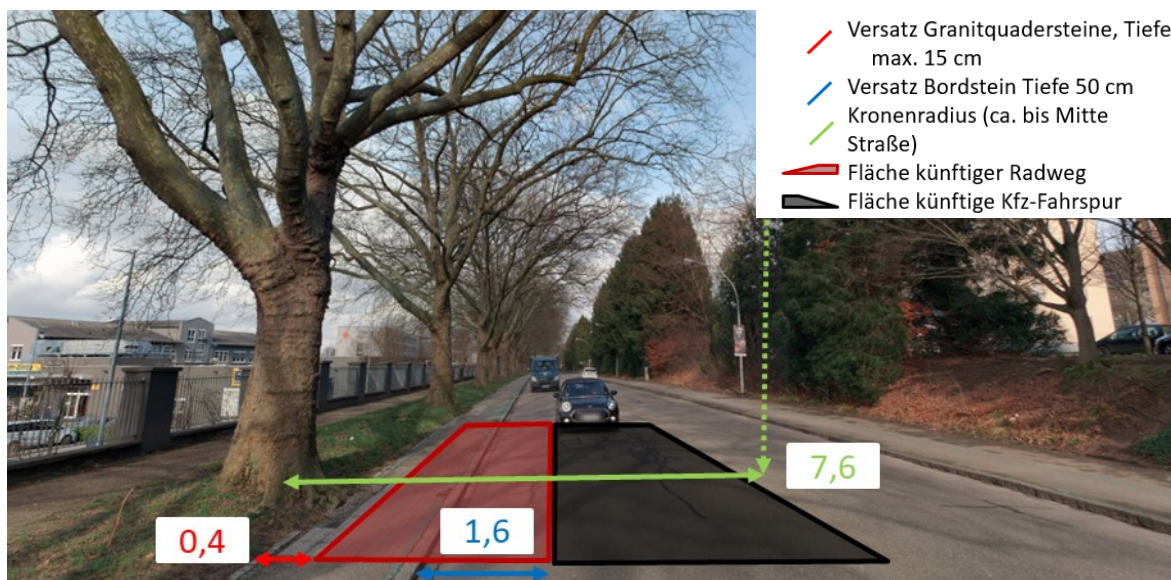 Versatz Granitquadersteine, Tiefe
max. 15 cm
Versatz Bordstein Tiefe 50 cm
Kronenradius (ca. bis Mitte
Straße)
Fläche künftiger Radweg
Fläche künftige Kfz-Fahrspur
7,6
1,6
0,4